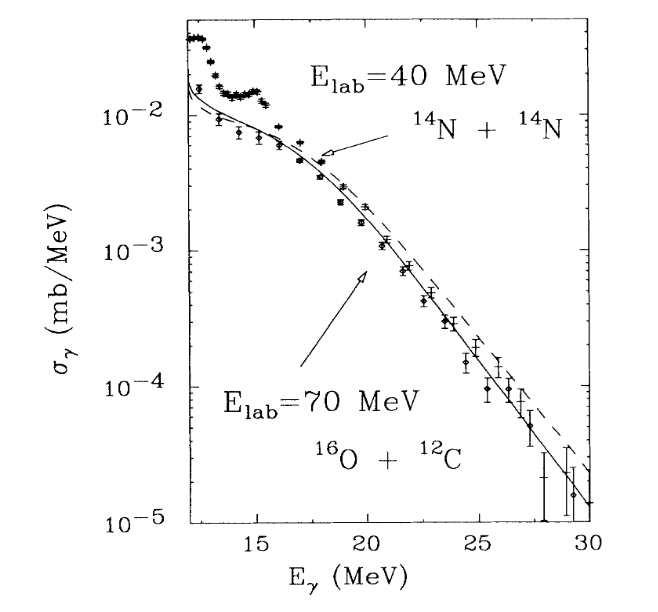 E_lab=40 MeV
¹⁴N + ¹⁴N
10⁻²
10⁻³
10⁻⁴
10⁻⁵
σ_γ (mb/MeV)
E_lab=70 MeV
¹⁶O + ¹²C
15 20 25 30
E_γ (MeV)